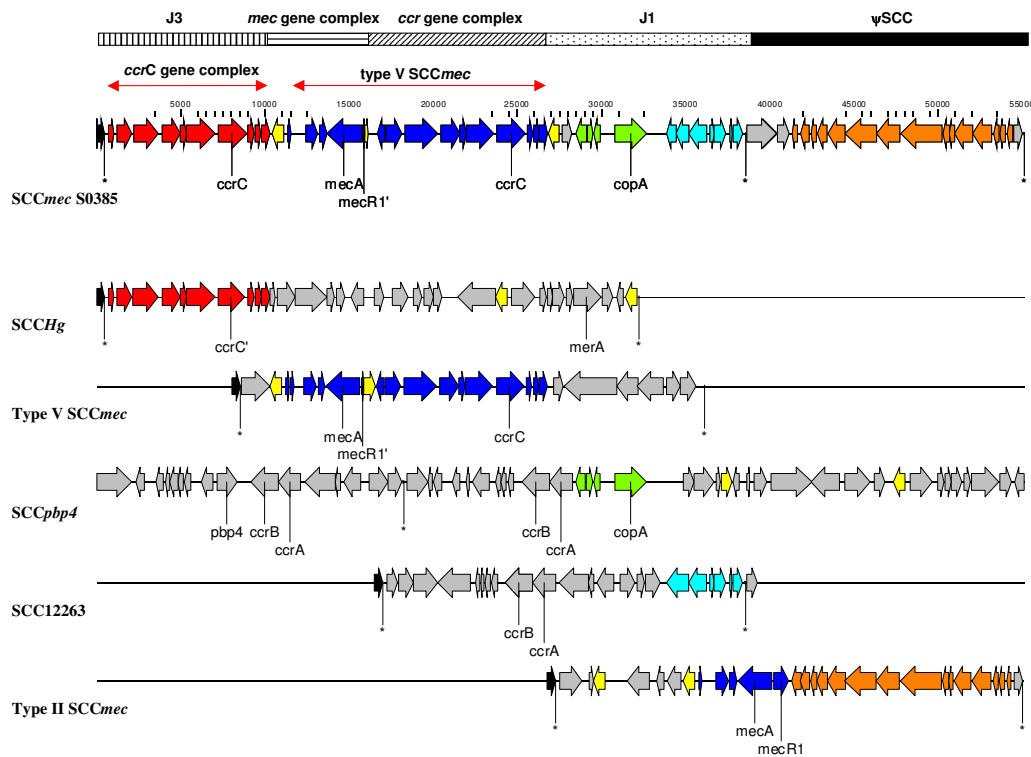 J3 mec gene complex ccr gene complex J1 ψSCC
ccrC gene complex type V SCCmec
5000 10000 15000 20000 25000 30000 35000 40000 45000 50000 55000
* ccrC mecA ccrC copA * *
mecR1'
SCCmec S0385
SCCHg
* ccrC' merA *
Type V SCCmec
* mecA ccrC *
mecR1'
SCCpbp4
pbp4 ccrB * ccrB copA
ccrA ccrA
SCC12263
* ccrB *
ccrA
Type II SCCmec
* mecA *
mecR1